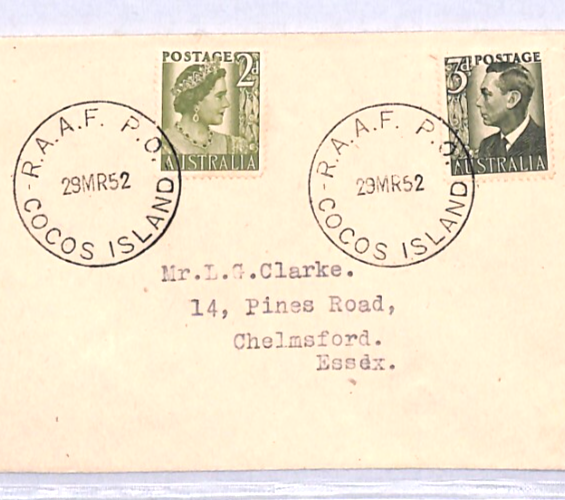 POSTAGE
2d
AUSTRALIA
POSTAGE
3d
AUSTRALIA
R.A.A.F. P.O.
29MR52
COCOS ISLAND
R.A.A.F. P.O.
29MR52
COCOS ISLAND
Mr.L.G.Clarke.
14, Pines Road,
Chelmsford.
Essex.